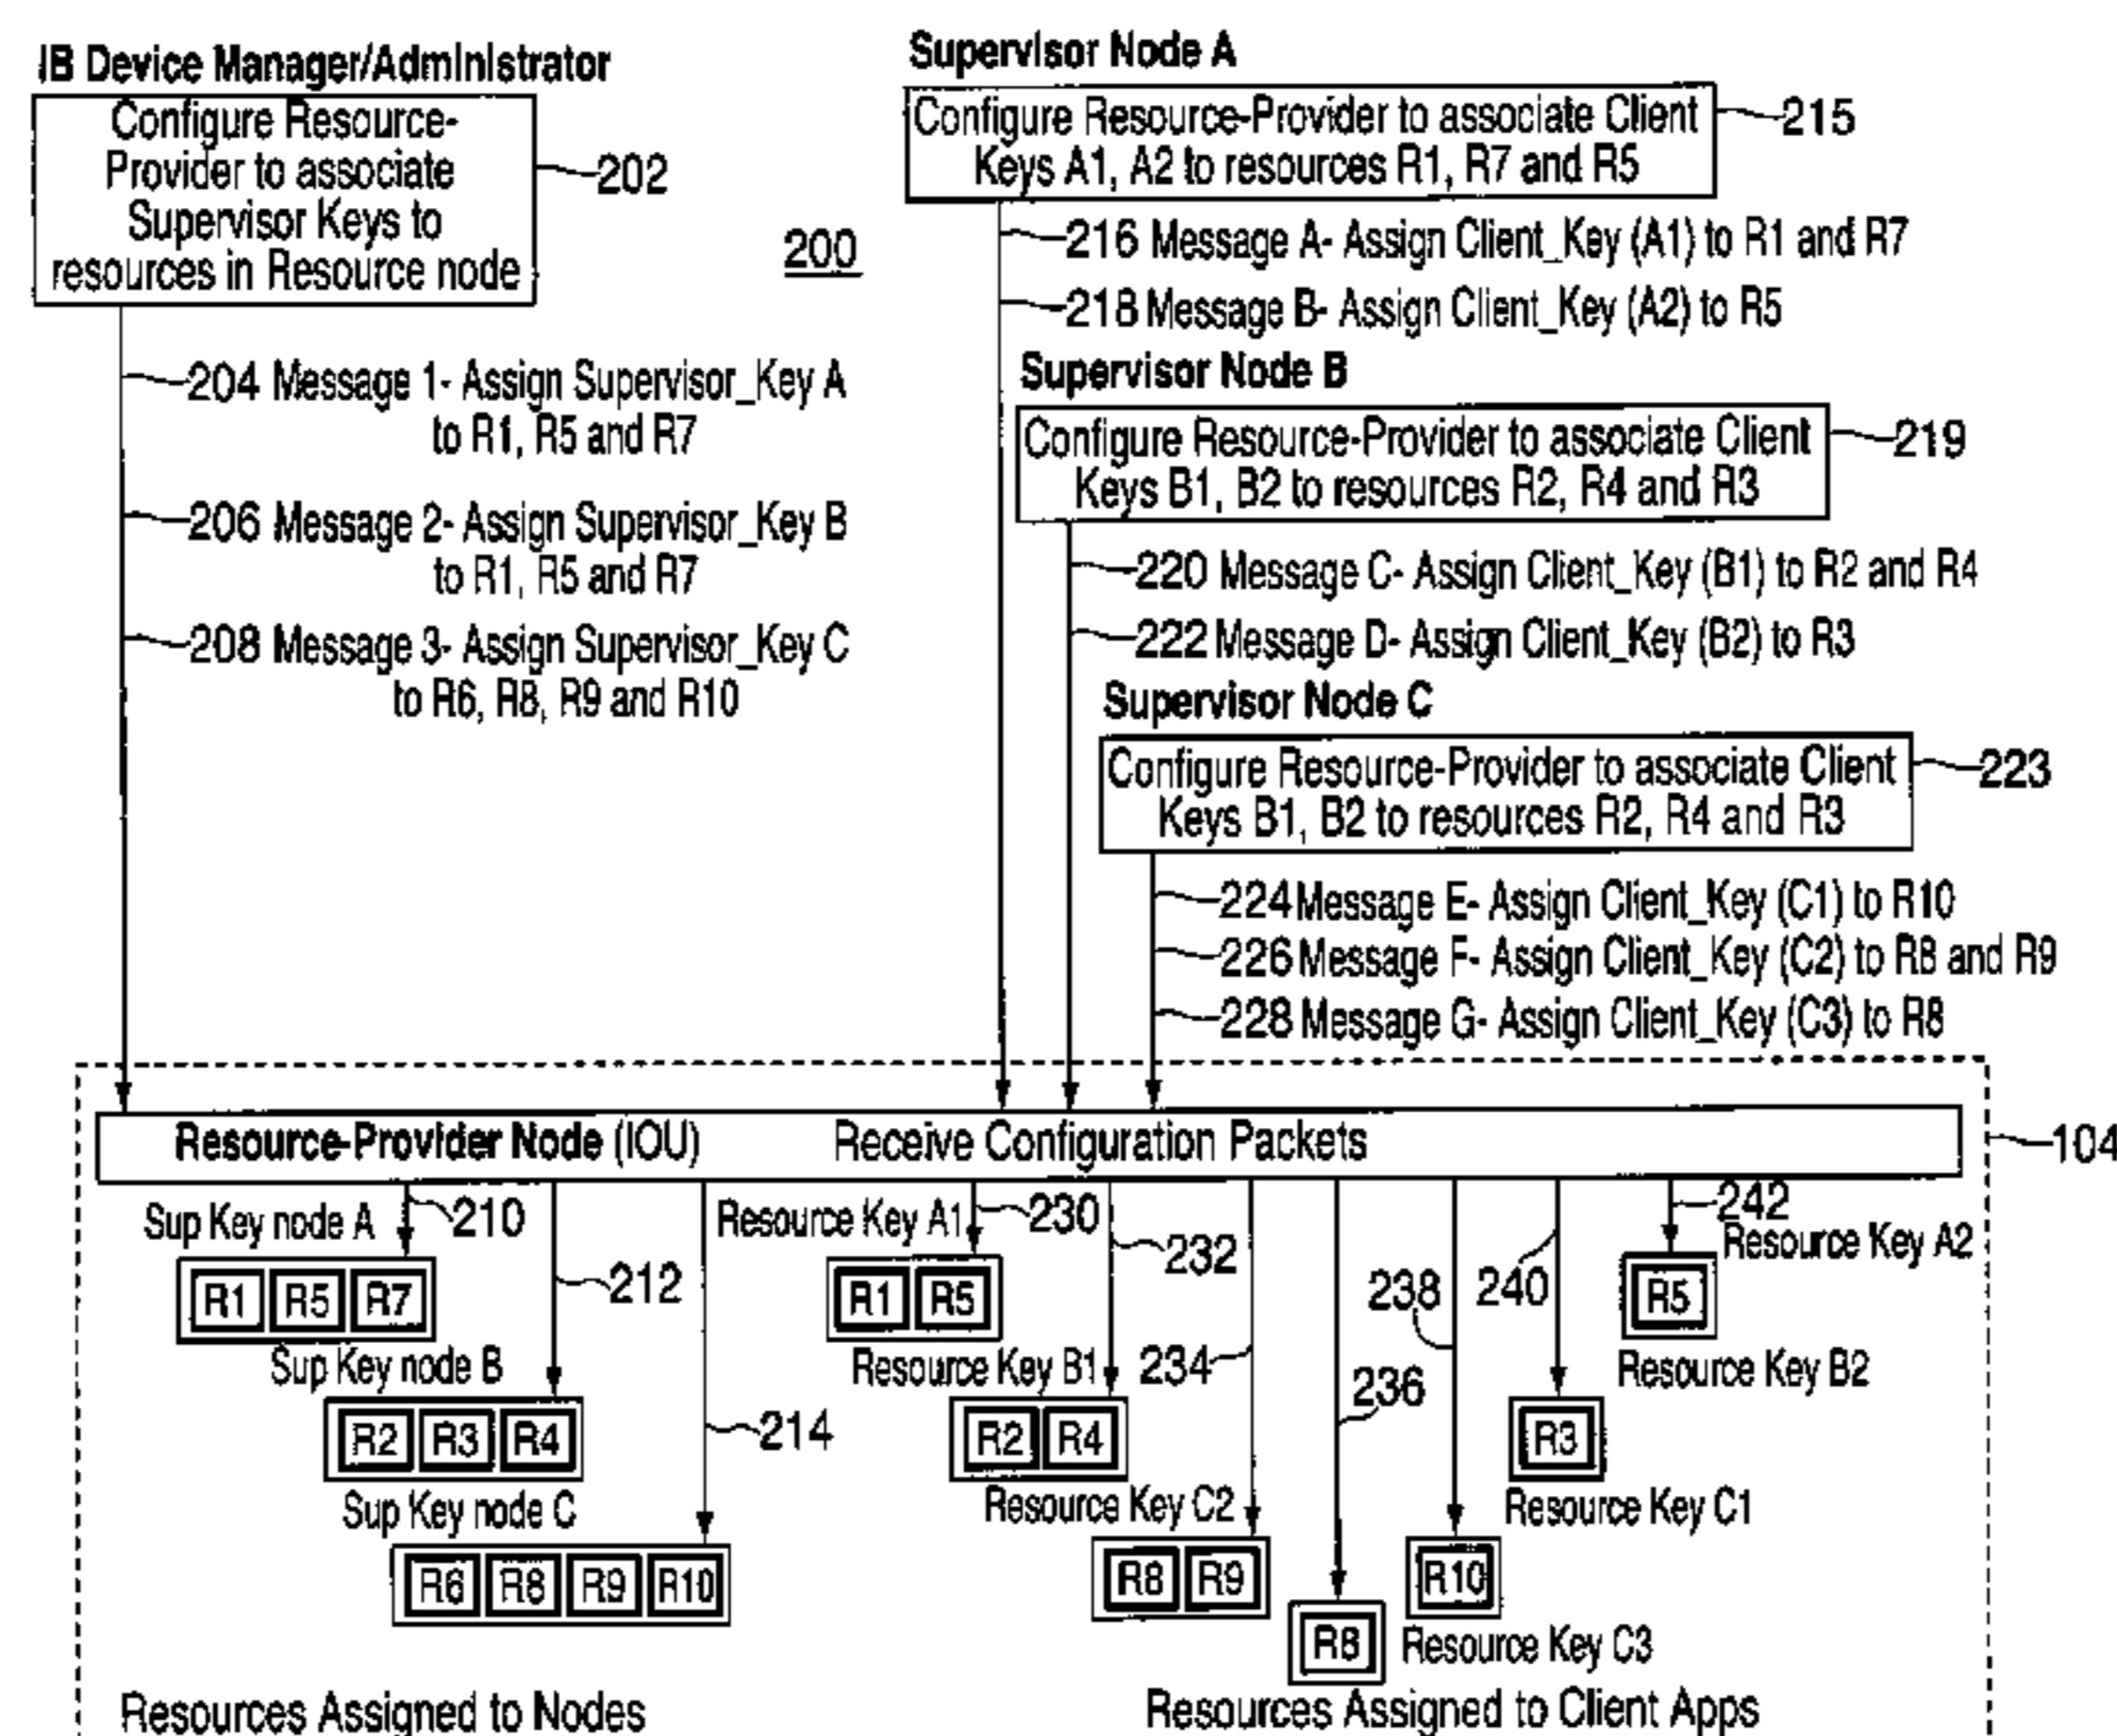 IB Device Manager/Administrator
Configure Resource-
Provider to associate
Supervisor Keys to
resources in Resource node
202
204 Message 1- Assign Supervisor_Key A
to R1, R5 and R7
206 Message 2- Assign Supervisor_Key B
to R1, R5 and R7
208 Message 3- Assign Supervisor_Key C
to R6, R8, R9 and R10
200
Supervisor Node A
Configure Resource-Provider to associate Client
Keys A1, A2 to resources R1, R7 and R5
215
216 Message A- Assign Client_Key (A1) to R1 and R7
218 Message B- Assign Client_Key (A2) to R5
Supervisor Node B
Configure Resource-Provider to associate Client
Keys B1, B2 to resources R2, R4 and R3
219
220 Message C- Assign Client_Key (B1) to R2 and R4
222 Message D- Assign Client_Key (B2) to R3
Supervisor Node C
Configure Resource-Provider to associate Client
Keys B1, B2 to resources R2, R4 and R3
223
224 Message E- Assign Client_Key (C1) to R10
226 Message F- Assign Client_Key (C2) to R8 and R9
228 Message G- Assign Client_Key (C3) to R8
Resource-Provider Node (IOU) Receive Configuration Packets
104
Sup Key node A
210
R1 R5 R7
212
Sup Key node B
R2 R3 R4
214
Sup Key node C
R6 R8 R9 R10
Resources Assigned to Nodes
Resource Key A1
230
R1 R5
232
Resource Key B1
R2 R4
234
Resource Key C2
R8 R9
236
R8
Resource Key C3
238
R10
Resource Key C1
240
R3
Resource Key B2
242
Resource Key A2
R5
Resources Assigned to Client Apps